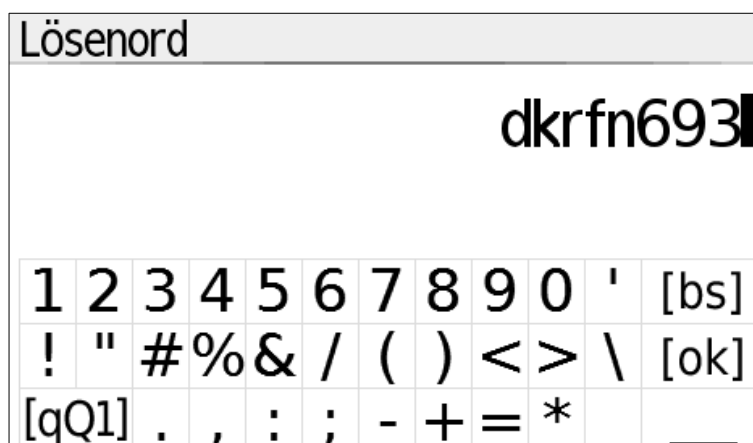 Lösenord
dkrfn693
1 2 3 4 5 6 7 8 9 0 ' [bs]
! " # % & / ( ) < > \ [ok]
[qQ1] . , : ; - + = *